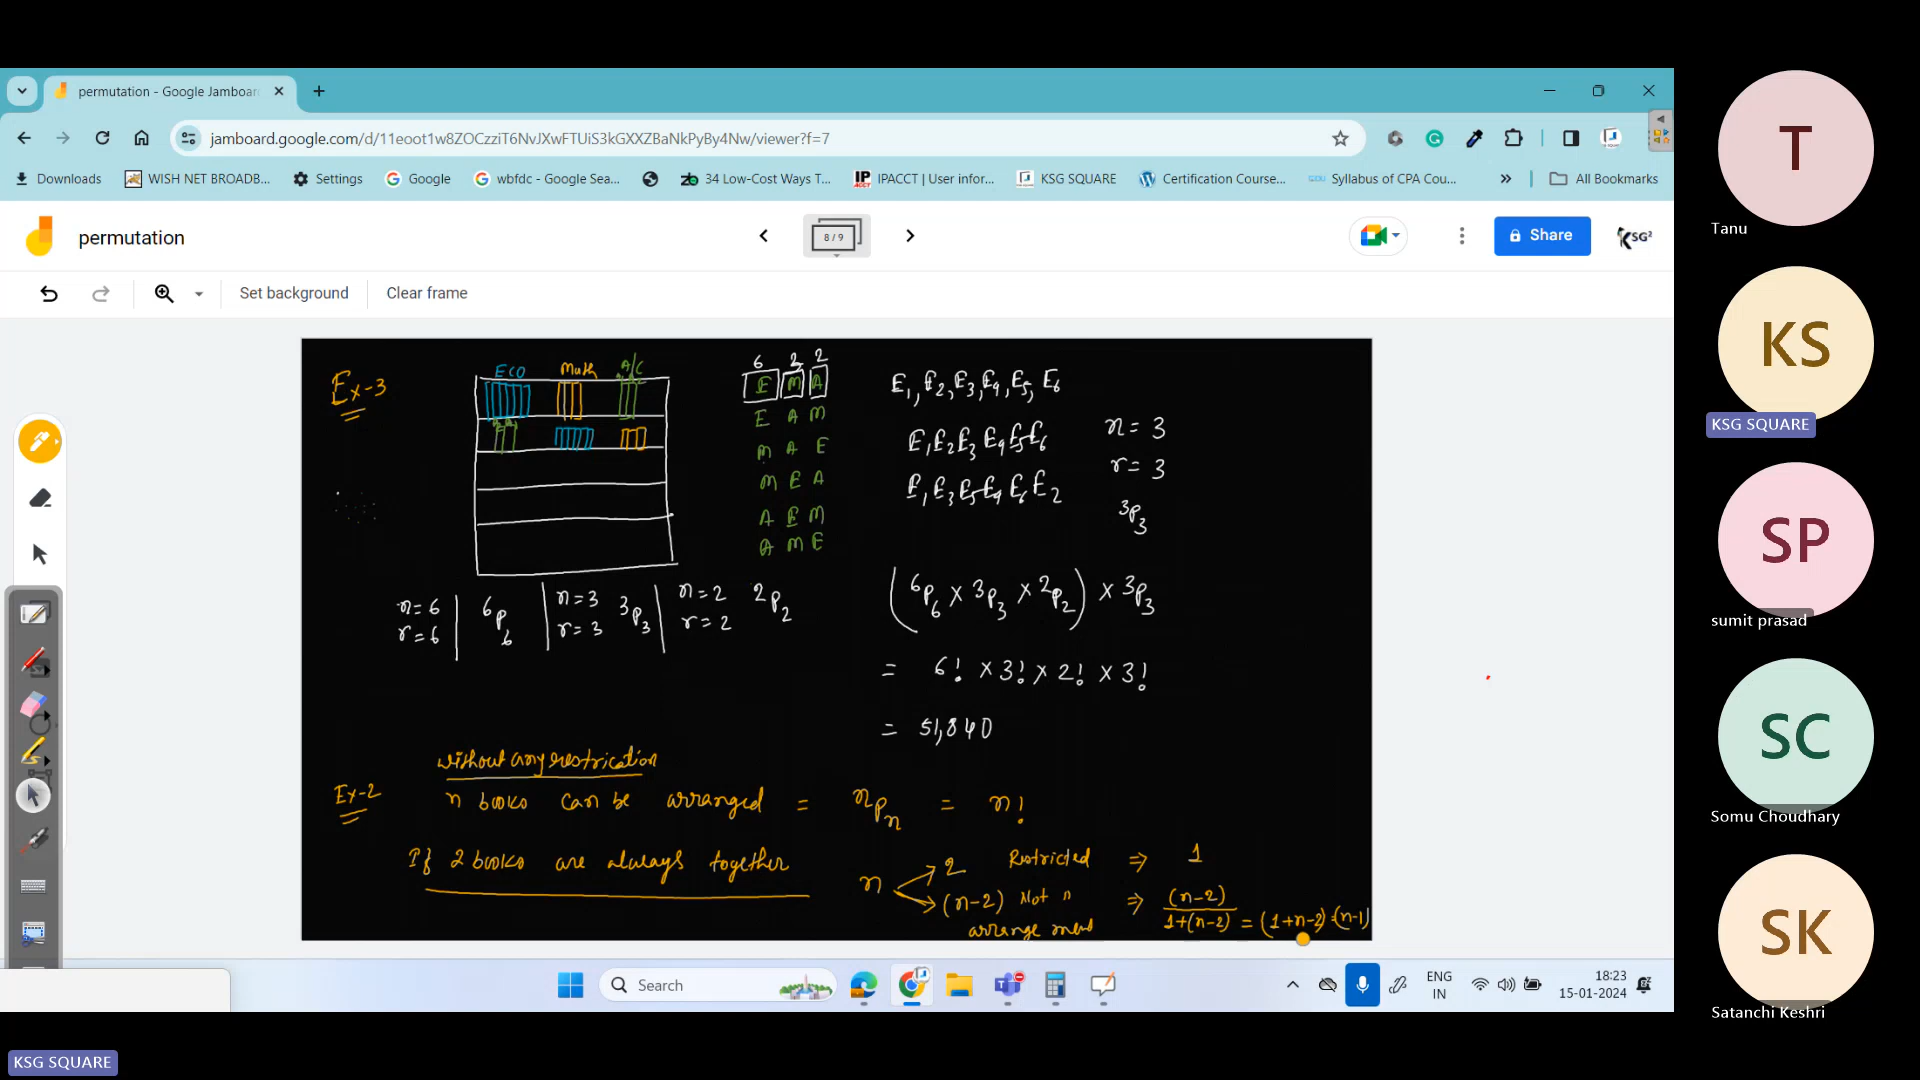 permutation - Google Jamboar
jamboard.google.com/d/11eoot1w8ZOCzziT6NvJXwFTUiS3kGXXZBaNkPyBy4Nw/viewer?f=7
Downloads WISH NET BROADB... Settings Google wbfdc - Google Sea... 34 Low-Cost Ways T... IPACCT | User infor... KSG SQUARE Certification Course... Syllabus of CPA Cou... » All Bookmarks
permutation
8 / 9
Share
KSG²
Set background Clear frame
Ex-3
Eco Math A/C
6 2 2
E M A
E A M
M A E
M E A
A E M
A M E
E₁, E₂, E₃, E₄, E₅, E₆
E₁ E₂ E₃ E₄ E₅ E₆
E₁ E₃ E₅ E₄ E₆ E₂
n = 3
r = 3
³P₃
n = 6
r = 6
⁶P₆
n = 3
r = 3
³P₃
n = 2
r = 2
²P₂
(⁶P₆ × ³P₃ × ²P₂) × ³P₃
= 6! × 3! × 2! × 3!
= 51,840
without any restrication
Ex-2
n books can be arranged = ⁿPₙ = n!
If 2 books are always together
n
2 Restricted ⇒ 1
(n-2) Not " ⇒ (n-2)
1+(n-2) = (1+n-2) = (n-1)
Search
ENG
IN
18:23
15-01-2024
T
Tanu
KS
KSG SQUARE
SP
sumit prasad
SC
Somu Choudhary
SK
Satanchi Keshri
KSG SQUARE